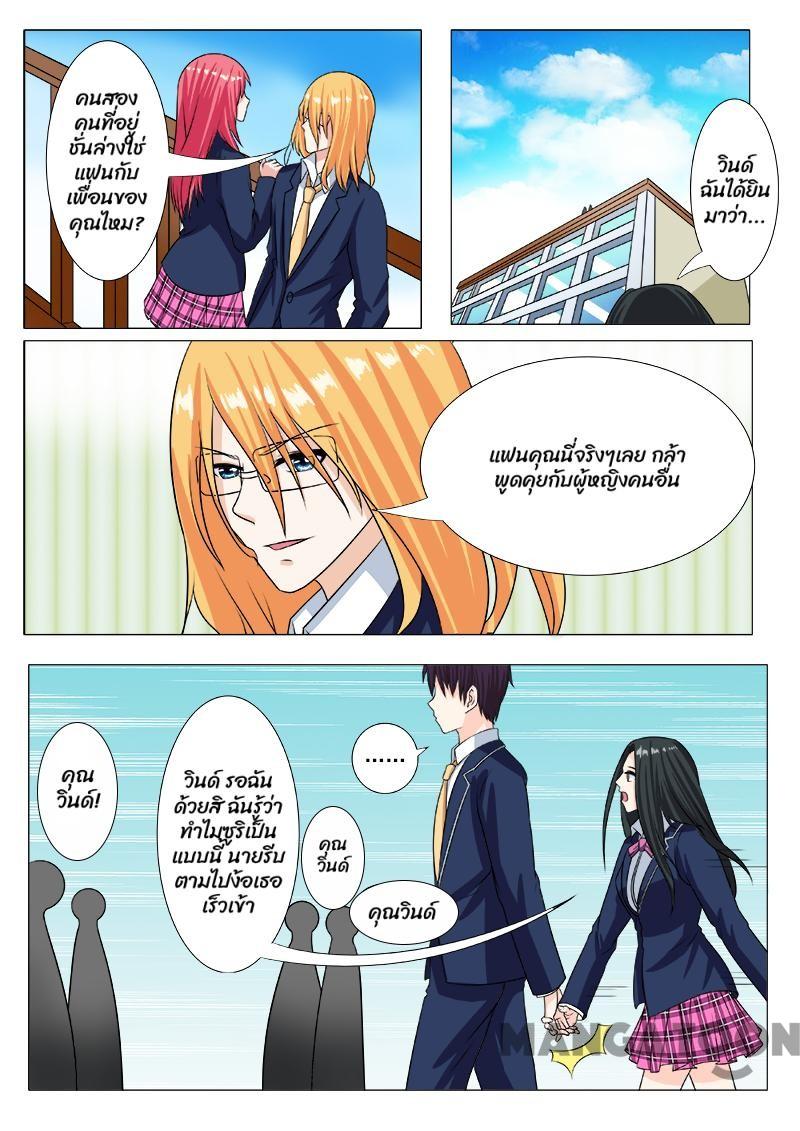 คนสอง
คนที่อยู่
ชั้นล่างใช่
แฟนกับ
เพื่อนของ
คุณไหม?
วินด์
ฉันได้ยิน
มาว่า...
แฟนคุณนี่จริงๆเลย กล้า
พูดคุยกับผู้หญิงคนอื่น
คุณ
วินด์!
วินด์ รอฉัน
ด้วยสิ ฉันรู้ว่า
ทำไมซูริเป็น
แบบนี้ นายรีบ
ตามไปง้อเธอ
เร็วเข้า
คุณ
วินด์
คุณวินด์
......
MANGATOON